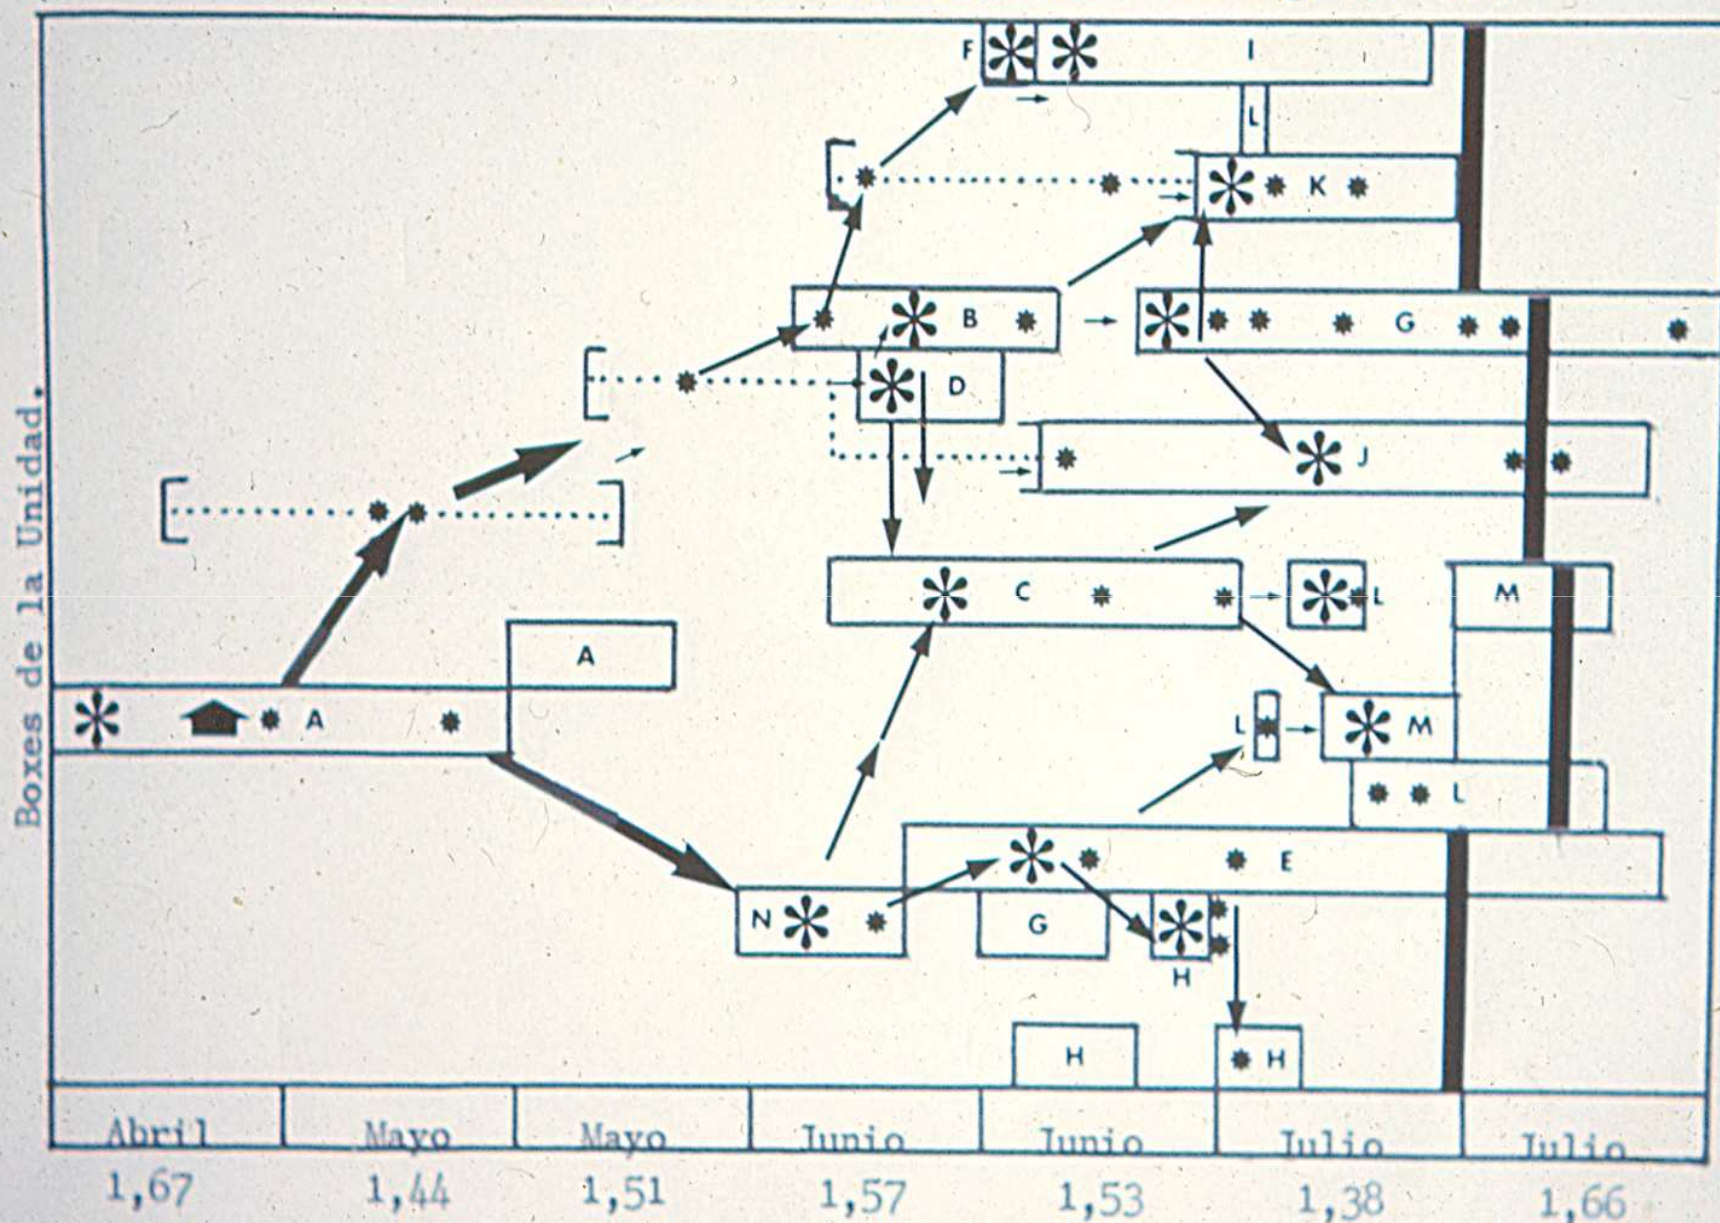 Boxes de la Unidad.
F I
L
K
B G
D
J
C L M
A
A
L M
L
E
N G
H
H H
Abril Mayo Mayo Junio Junio Julio Julio
1,67 1,44 1,51 1,57 1,53 1,38 1,66